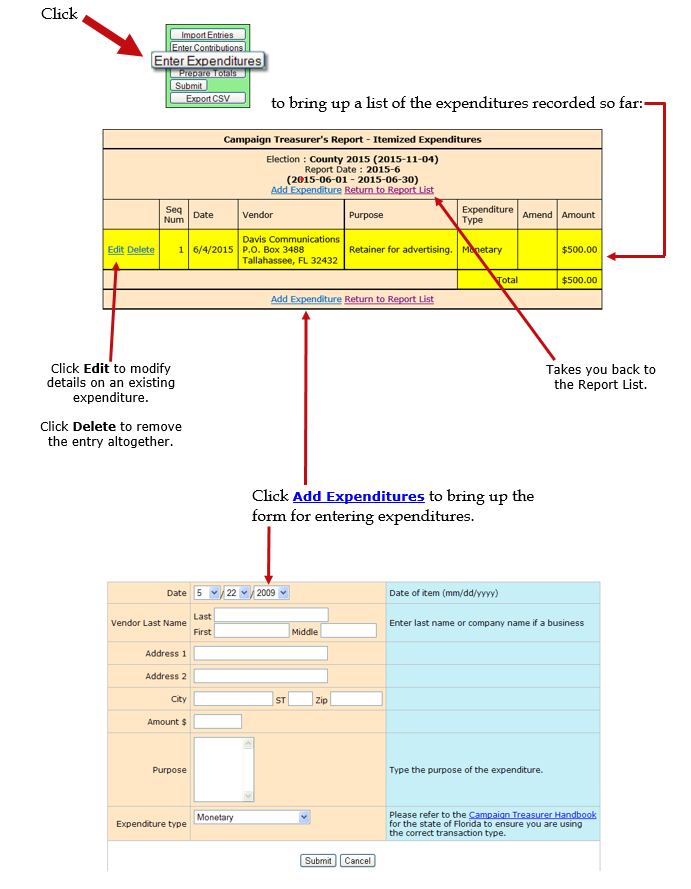 Click
Import Entries
Enter Contributions
Enter Expenditures
Prepare Totals
Submit
Export CSV
to bring up a list of the expenditures recorded so far:
Campaign Treasurer's Report - Itemized Expenditures
Election : County 2015 (2015-11-04)
Report Date : 2015-6
(2015-06-01 - 2015-06-30)
Add Expenditure Return to Report List
Seq Num Date Vendor Purpose Expenditure Type Amend Amount
Edit Delete 1 6/4/2015 Davis Communications
P.O. Box 3488
Tallahassee, FL 32432
Retainer for advertising. Monetary $500.00
Total $500.00
Add Expenditure Return to Report List
Click Edit to modify
details on an existing
expenditure.
Click Delete to remove
the entry altogether.
Takes you back to
the Report List.
Click Add Expenditures to bring up the
form for entering expenditures.
Date 5 / 22 / 2009 Date of item (mm/dd/yyyy)
Vendor Last Name Last
First Middle
Enter last name or company name if a business
Address 1
Address 2
City ST Zip
Amount $
Purpose Type the purpose of the expenditure.
Expenditure type Monetary
Please refer to the Campaign Treasurer Handbook
for the state of Florida to ensure you are using
the correct transaction type.
Submit Cancel